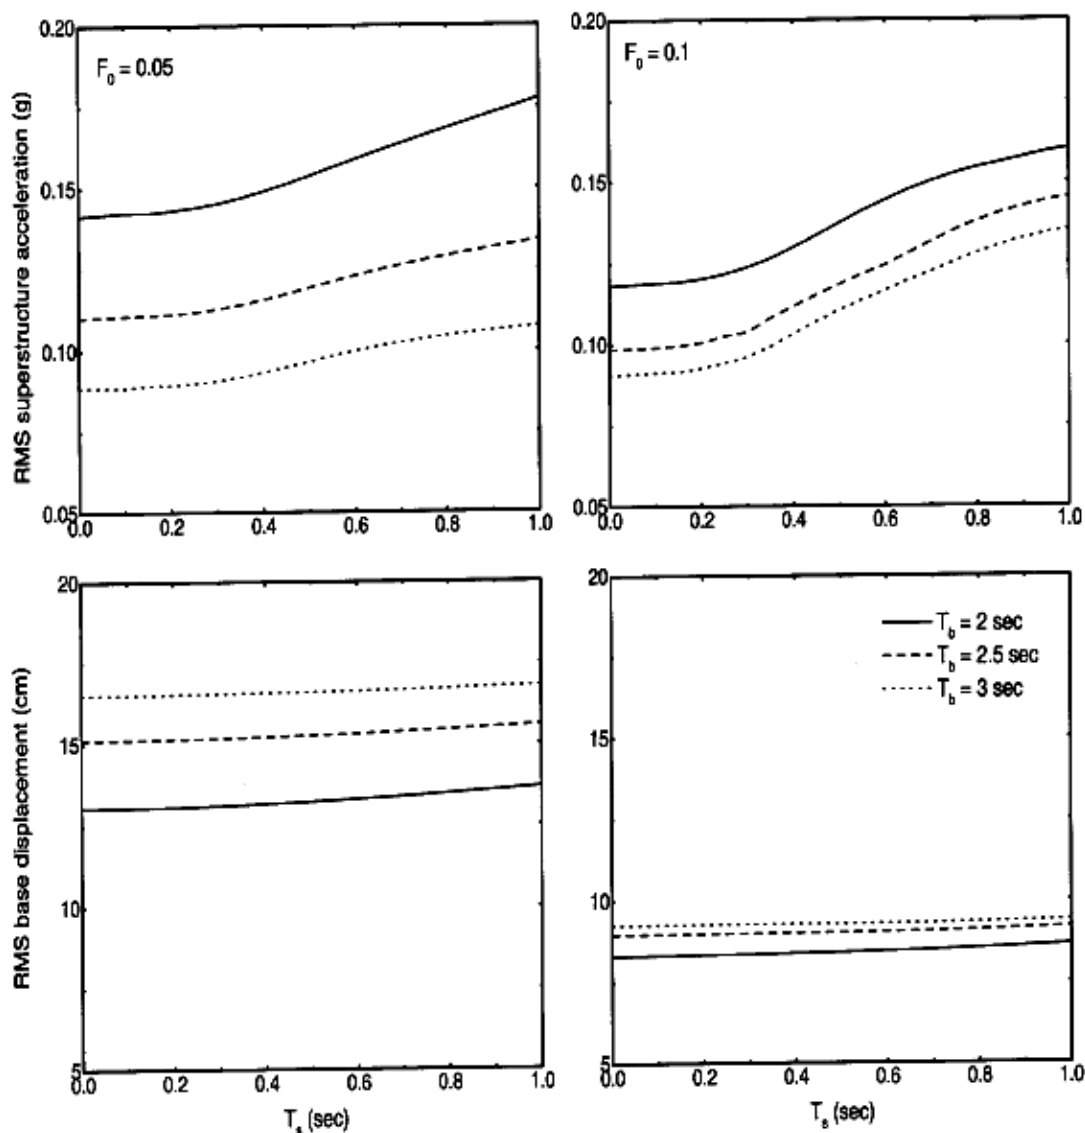 0.20
0.15
0.10
0.05
RMS superstructure acceleration (g)
F0 = 0.05
0.0 0.2 0.4 0.6 0.8 1.0
0.20
0.15
0.10
0.05
F0 = 0.1
0.0 0.2 0.4 0.6 0.8 1.0
20
15
10
5
RMS base displacement (cm)
0.0 0.2 0.4 0.6 0.8 1.0
Ts (sec)
20
15
10
5
Tb = 2 sec
Tb = 2.5 sec
Tb = 3 sec
0.0 0.2 0.4 0.6 0.8 1.0
Ts (sec)